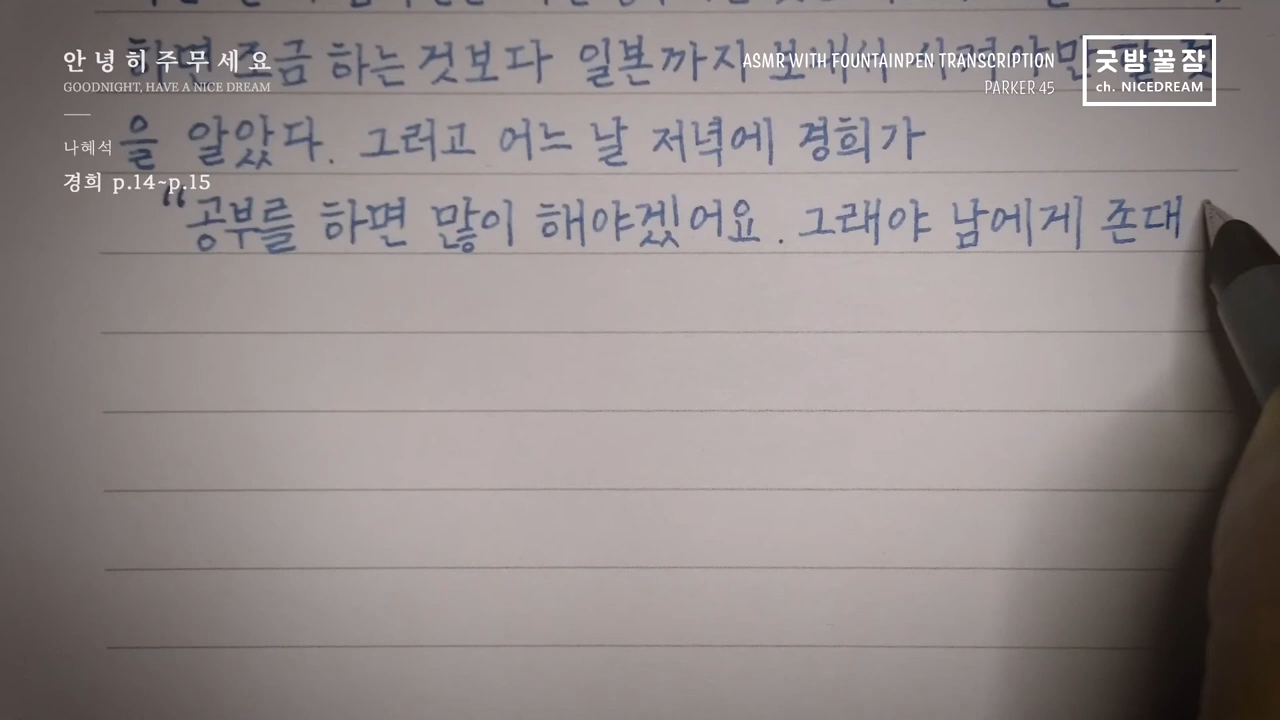 안녕히주무세요
GOODNIGHT, HAVE A NICE DREAM
나혜석
경희 p.14~p.15
ASMR WITH FOUNTAINPEN TRANSCRIPTION
PARKER 45
굿밤꿀잠
ch. NICEDREAM
하면 조금 하는것보다 일본까지 보내서
을 알았다. 그러고 어느 날 저녁에 경희가
"공부를 하면 많이 해야겠어요. 그래야 남에게 존대